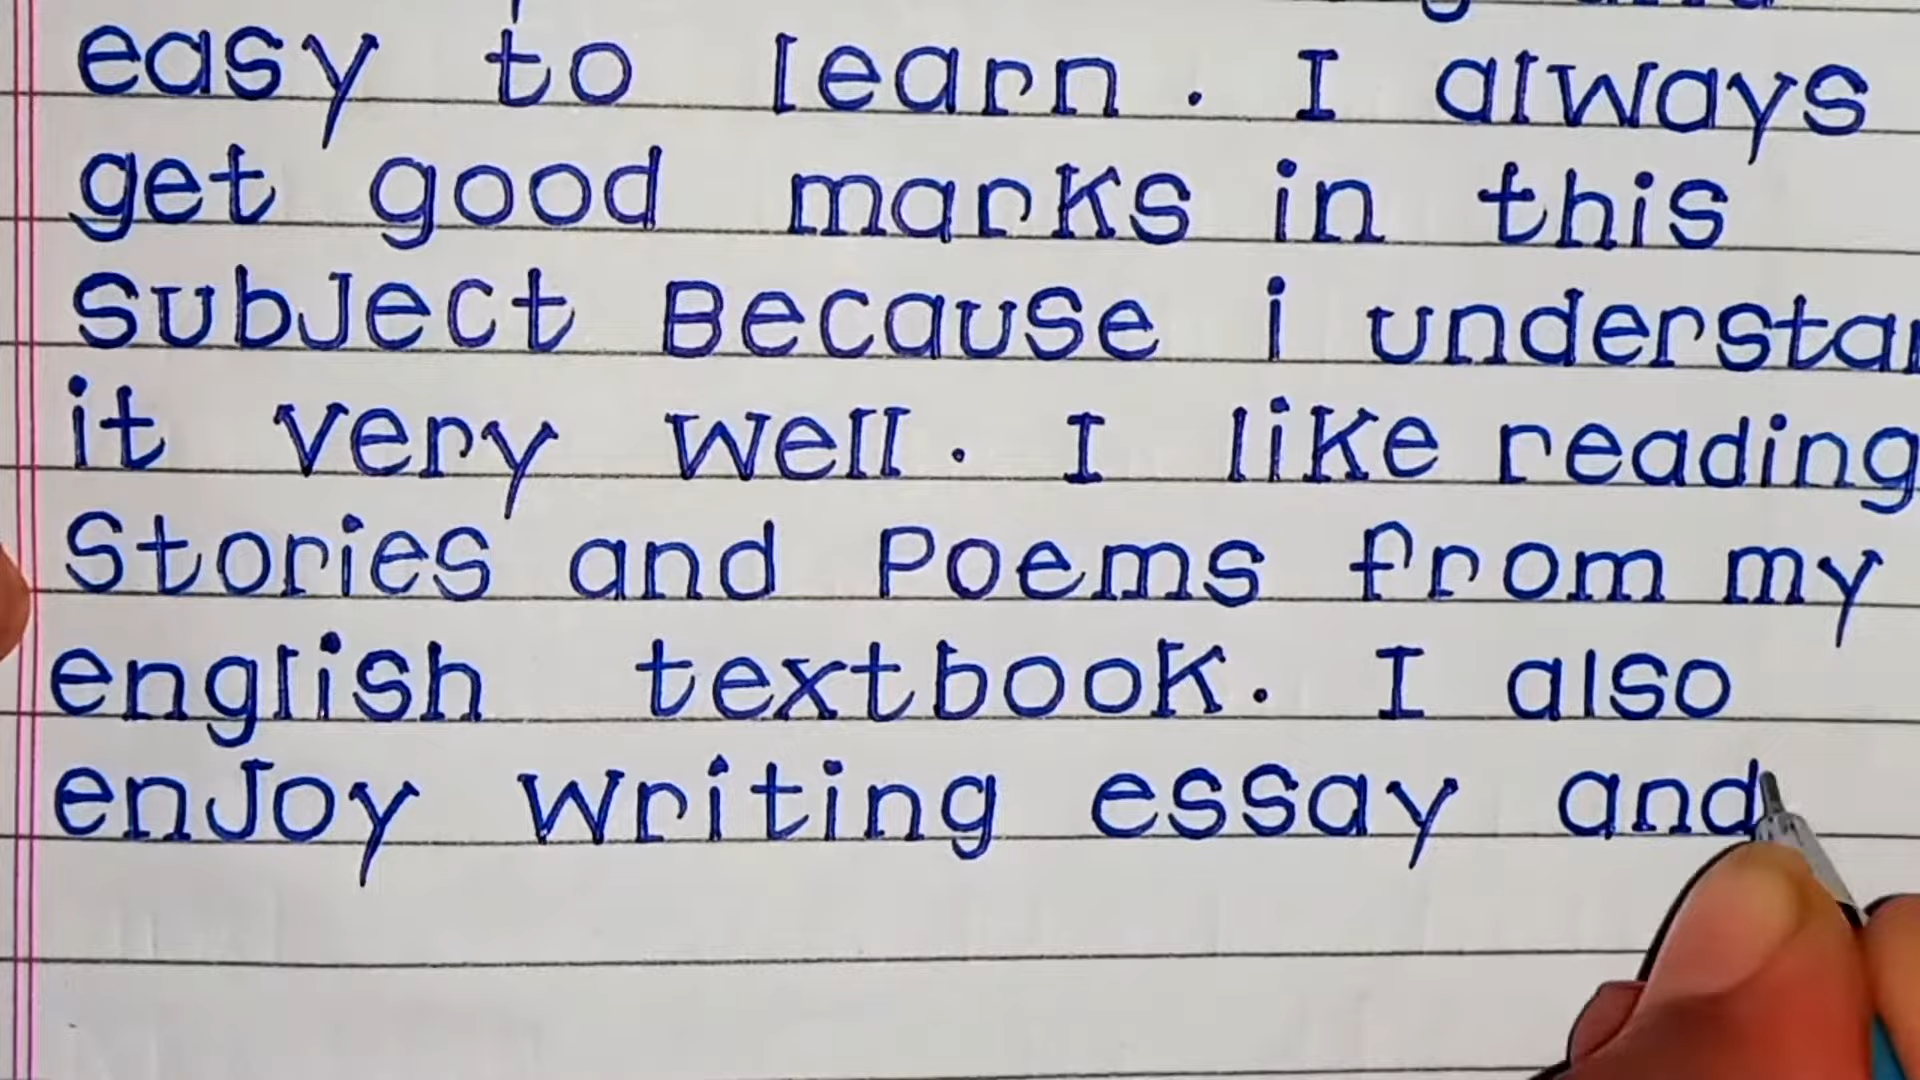 easy to learn. I always
get good marks in this
subject Because i understan
it very well. I like reading
Stories and Poems from my
english textbook. I also
enjoy writing essay and